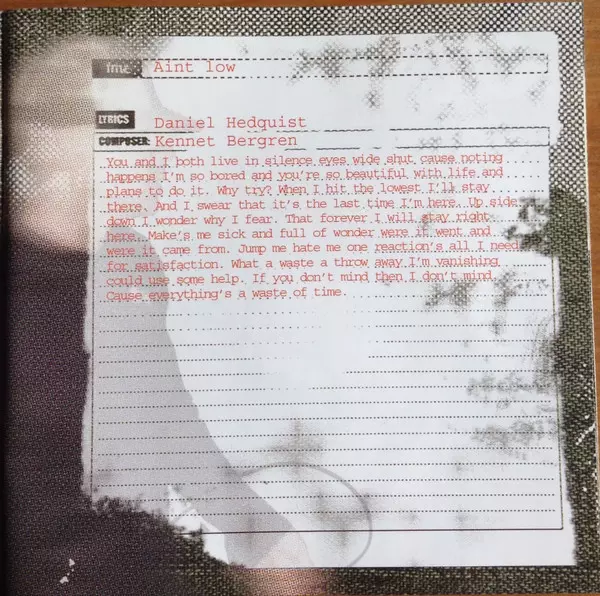 Aint low
LYRICS Daniel Hedquist
COMPOSER: Kennet Bergren
You and I both live in silence eyes wide shut cause noting
happens I'm so bored and you're so beautiful with life and
plans to do it. Why try? When I hit the lowest I'll stay
there. And I swear that it's the last time I'm here. Up side
down I wonder why I fear. That forever I will stay right
here. Make's me sick and full of wonder were it went and
were it came from. Jump me hate me one reaction's all I need
for satisfaction. What a waste a throw away I'm vanishing
could use some help. If you don't mind then I don't mind.
Cause everything's a waste of time.